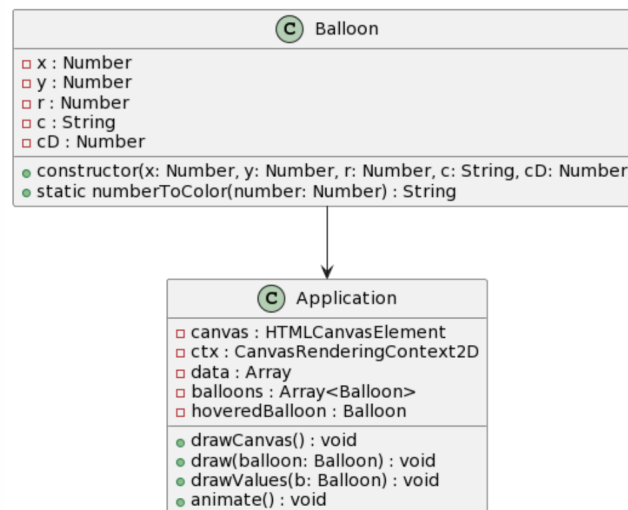 C Balloon
x : Number
y : Number
r : Number
c : String
cD : Number
constructor(x: Number, y: Number, r: Number, c: String, cD: Number
static numberToColor(number: Number) : String
C Application
canvas : HTMLCanvasElement
ctx : CanvasRenderingContext2D
data : Array
balloons : Array<Balloon>
hoveredBalloon : Balloon
drawCanvas() : void
draw(balloon: Balloon) : void
drawValues(b: Balloon) : void
animate() : void